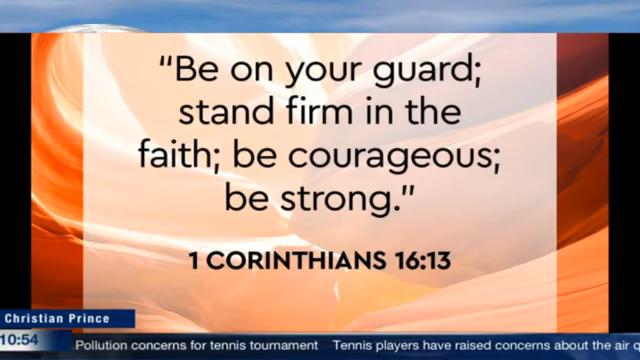 “Be on your guard;
stand firm in the
faith; be courageous;
be strong.”
1 CORINTHIANS 16:13
Christian Prince
10:54
Pollution concerns for tennis tournament Tennis players have raised concerns about the air q